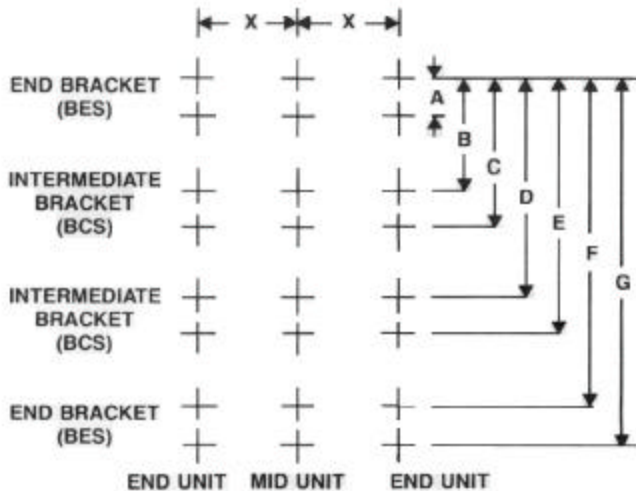 X X
END BRACKET
(BES)
A
B
INTERMEDIATE
BRACKET
(BCS)
C
D
E
F
INTERMEDIATE
BRACKET
(BCS)
G
END BRACKET
(BES)
END UNIT MID UNIT END UNIT